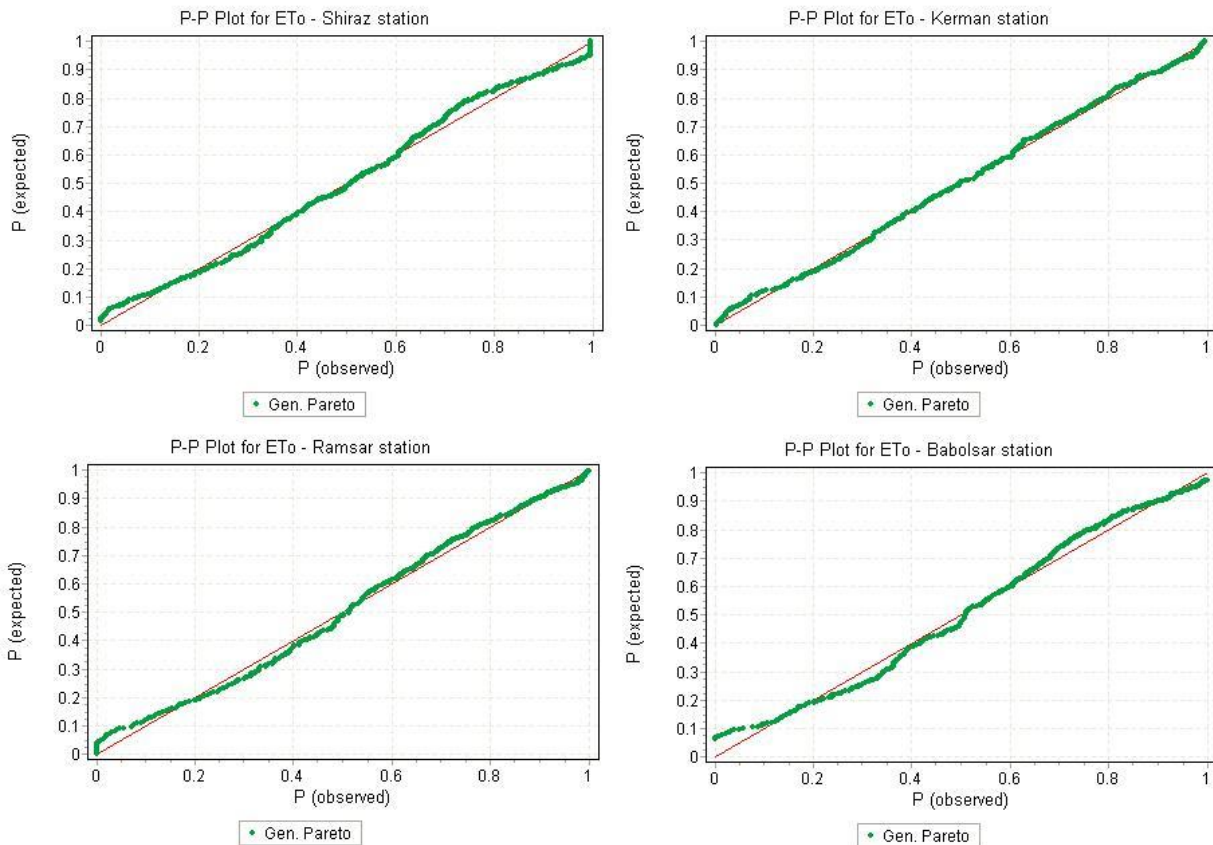 P-P Plot for ETo - Shiraz station
1
0.9
0.8
0.7
0.6
0.5
0.4
0.3
0.2
0.1
0
P (expected)
0 0.2 0.4 0.6 0.8 1
P (observed)
Gen. Pareto
P-P Plot for ETo - Kerman station
1
0.9
0.8
0.7
0.6
0.5
0.4
0.3
0.2
0.1
0
P (expected)
0 0.2 0.4 0.6 0.8 1
P (observed)
Gen. Pareto
P-P Plot for ETo - Ramsar station
1
0.9
0.8
0.7
0.6
0.5
0.4
0.3
0.2
0.1
0
P (expected)
0 0.2 0.4 0.6 0.8 1
P (observed)
Gen. Pareto
P-P Plot for ETo - Babolsar station
1
0.9
0.8
0.7
0.6
0.5
0.4
0.3
0.2
0.1
0
P (expected)
0 0.2 0.4 0.6 0.8 1
P (observed)
Gen. Pareto